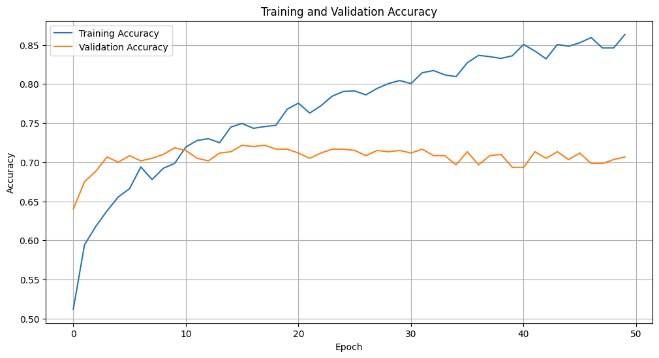 Training and Validation Accuracy
Training Accuracy
Validation Accuracy
0.85
0.80
0.75
0.70
0.65
0.60
0.55
0.50
Accuracy
0 10 20 30 40 50
Epoch